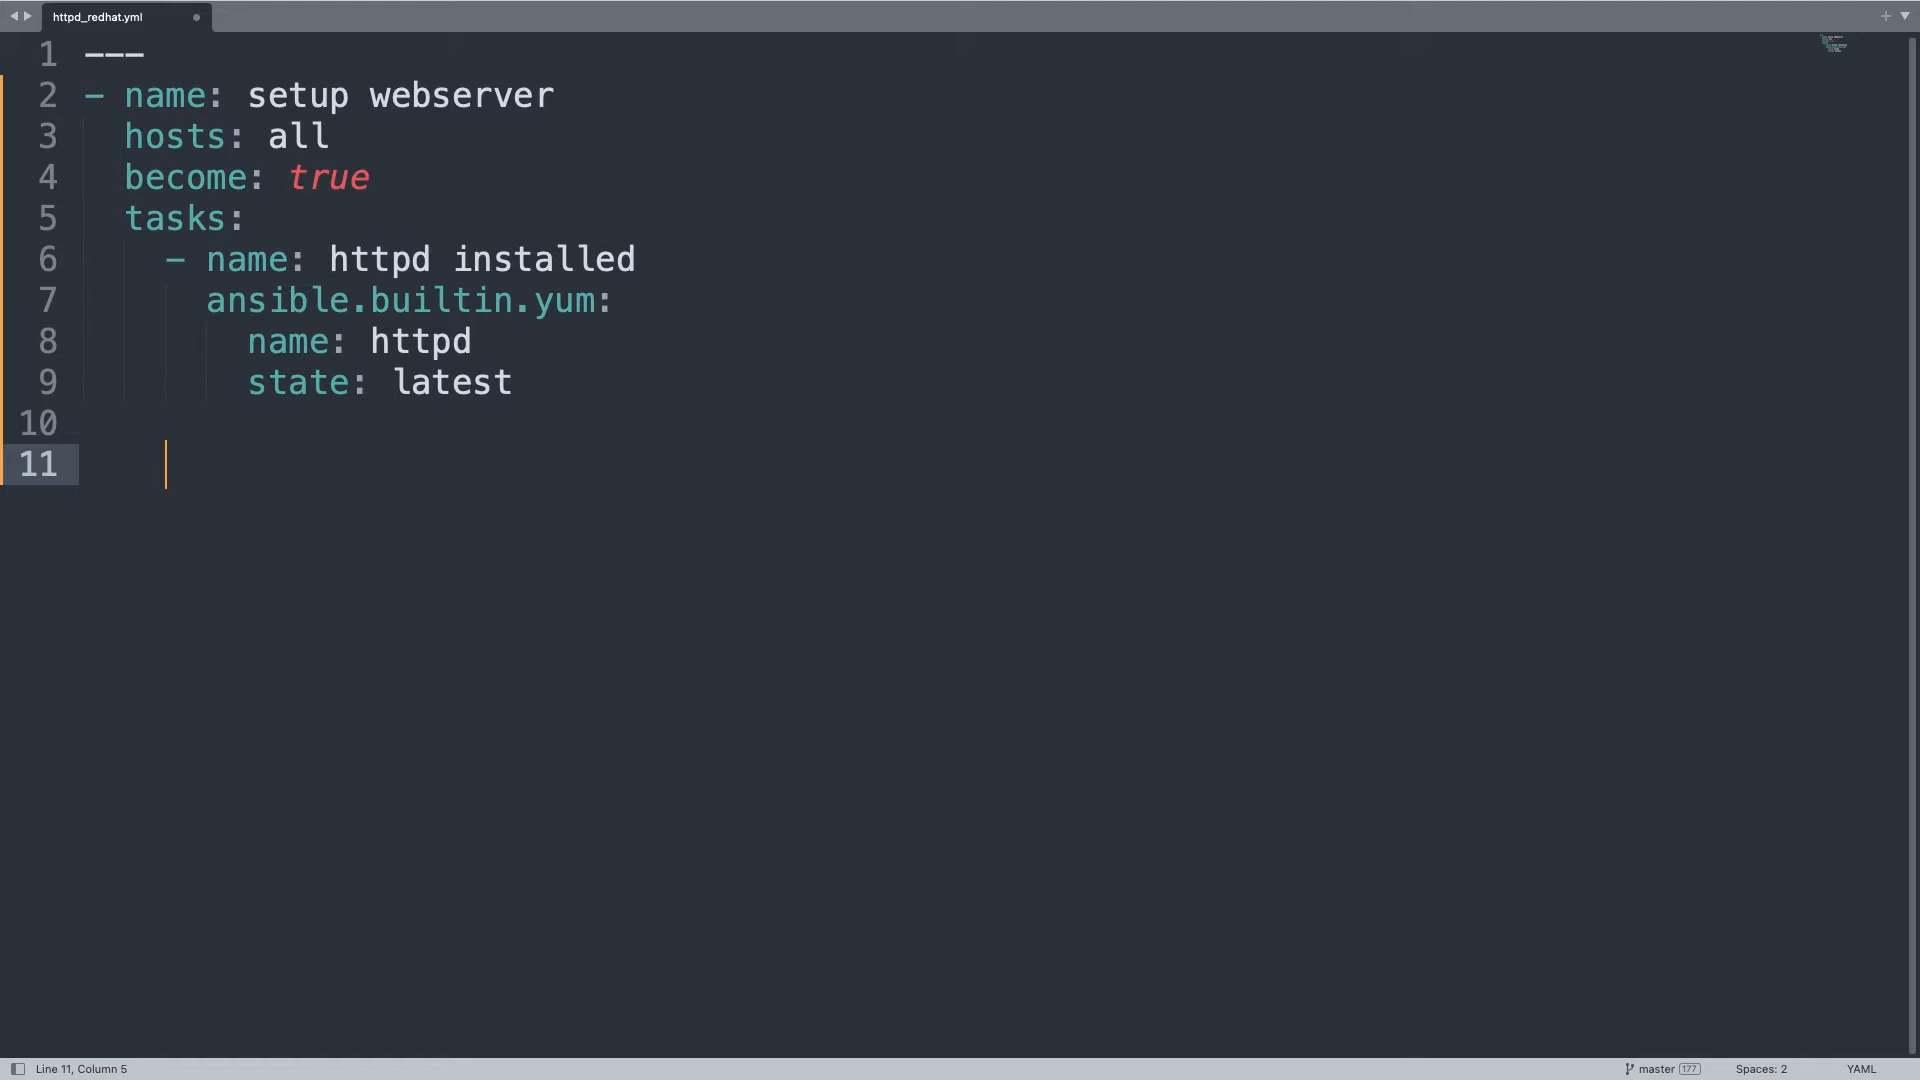 httpd_redhat.yml
1 ---
2 - name: setup webserver
3 hosts: all
4 become: true
5 tasks:
6 - name: httpd installed
7 ansible.builtin.yum:
8 name: httpd
9 state: latest
10
11
Line 11, Column 5
master 177
Spaces: 2
YAML